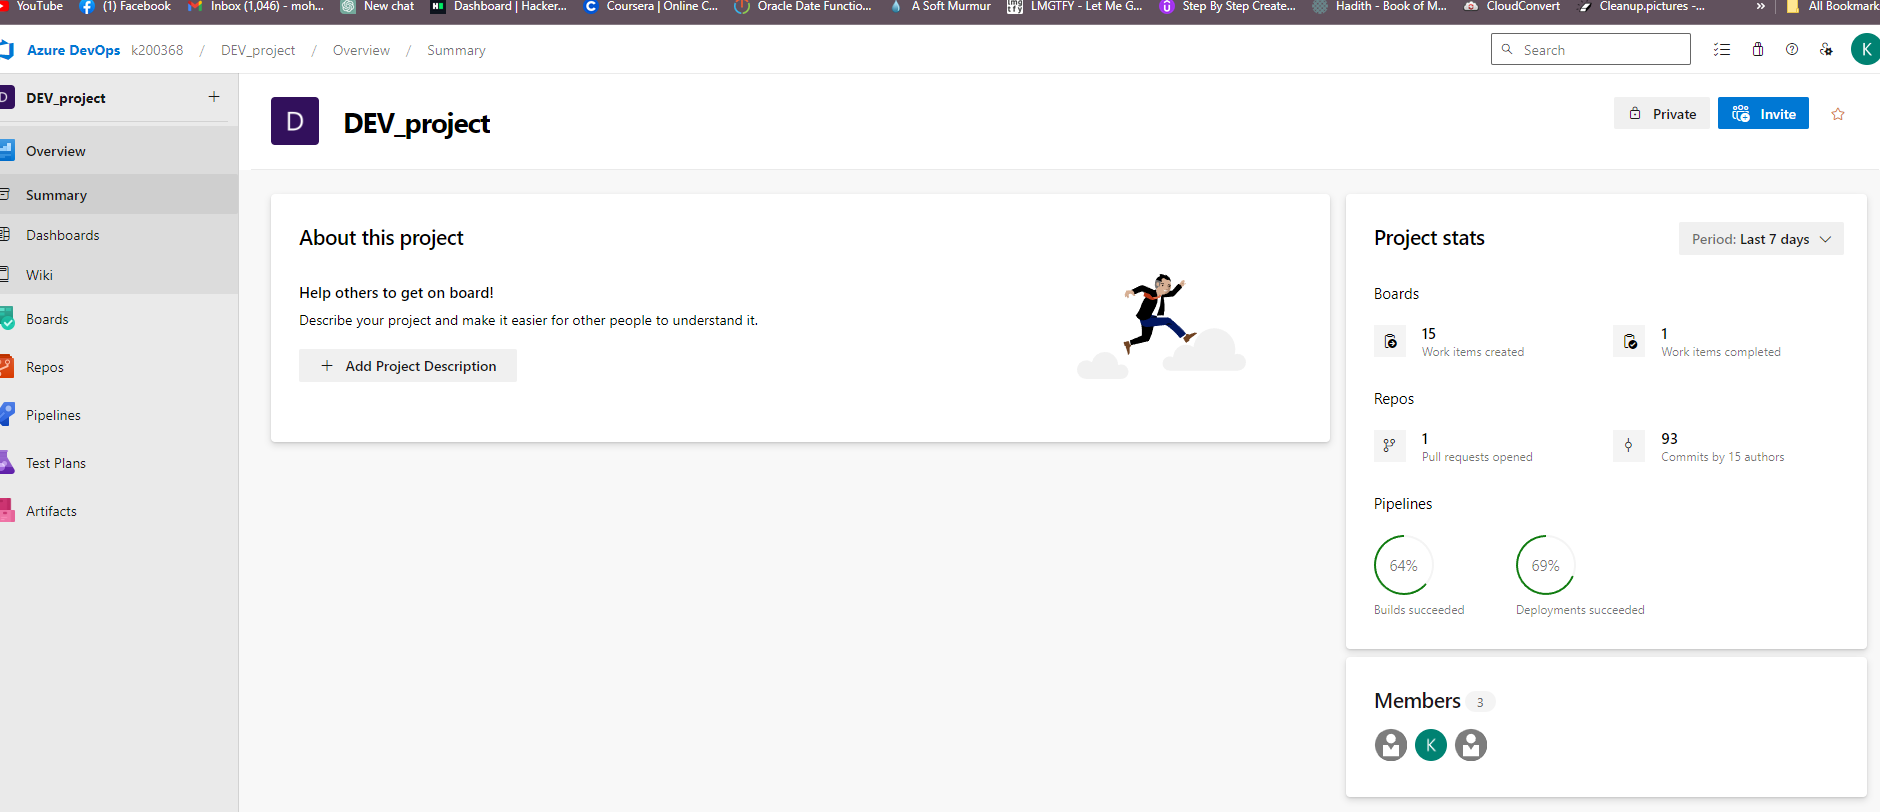 YouTube (1) Facebook Inbox (1,046) - moh... New chat Dashboard | Hacker... Coursera | Online C... Oracle Date Functio... A Soft Murmur LMGTFY - Let Me G... Step By Step Create... Hadith - Book of M... CloudConvert Cleanup.pictures -... » All Bookmark
Azure DevOps k200368 / DEV_project / Overview / Summary Search K
D DEV_project +
D DEV_project Private Invite
Overview
Summary
Dashboards
Wiki
Boards
Repos
Pipelines
Test Plans
Artifacts
About this project
Help others to get on board!
Describe your project and make it easier for other people to understand it.
+ Add Project Description
Project stats Period: Last 7 days
Boards
15 1
Work items created Work items completed
Repos
1 93
Pull requests opened Commits by 15 authors
Pipelines
64% 69%
Builds succeeded Deployments succeeded
Members 3
K